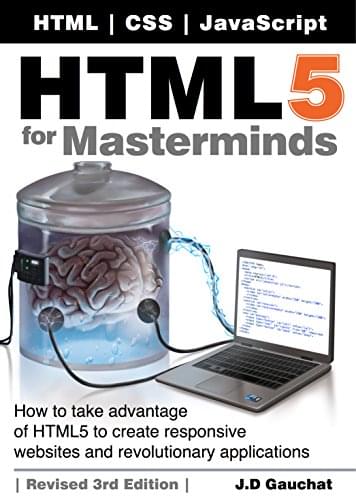 HTML | CSS | JavaScript
HTML5
for Masterminds
How to take advantage
of HTML5 to create responsive
websites and revolutionary applications
| Revised 3rd Edition | J.D Gauchat